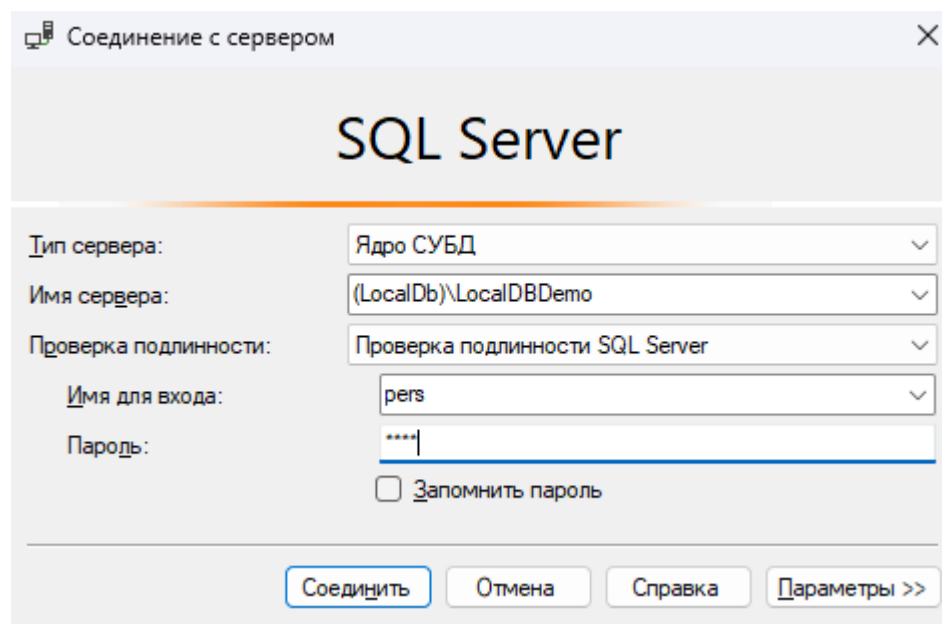 Соединение с сервером
SQL Server
Тип сервера: Ядро СУБД
Имя сервера: (LocalDb)\LocalDBDemo
Проверка подлинности: Проверка подлинности SQL Server
Имя для входа: pers
Пароль: ****
Запомнить пароль
Соединить Отмена Справка Параметры >>